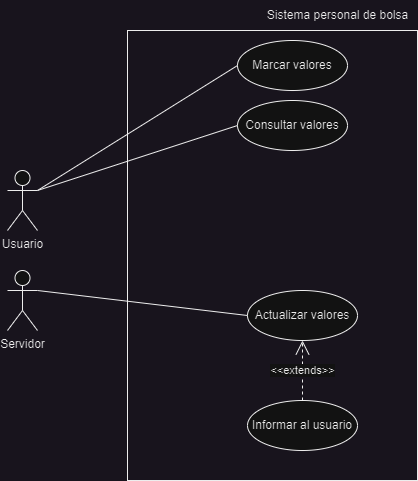 Sistema personal de bolsa
Marcar valores
Consultar valores
Usuario
Servidor
Actualizar valores
<<extends>>
Informar al usuario